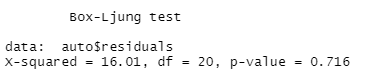 Box-Ljung test
data:  auto$residuals
X-squared = 16.01, df = 20, p-value = 0.716